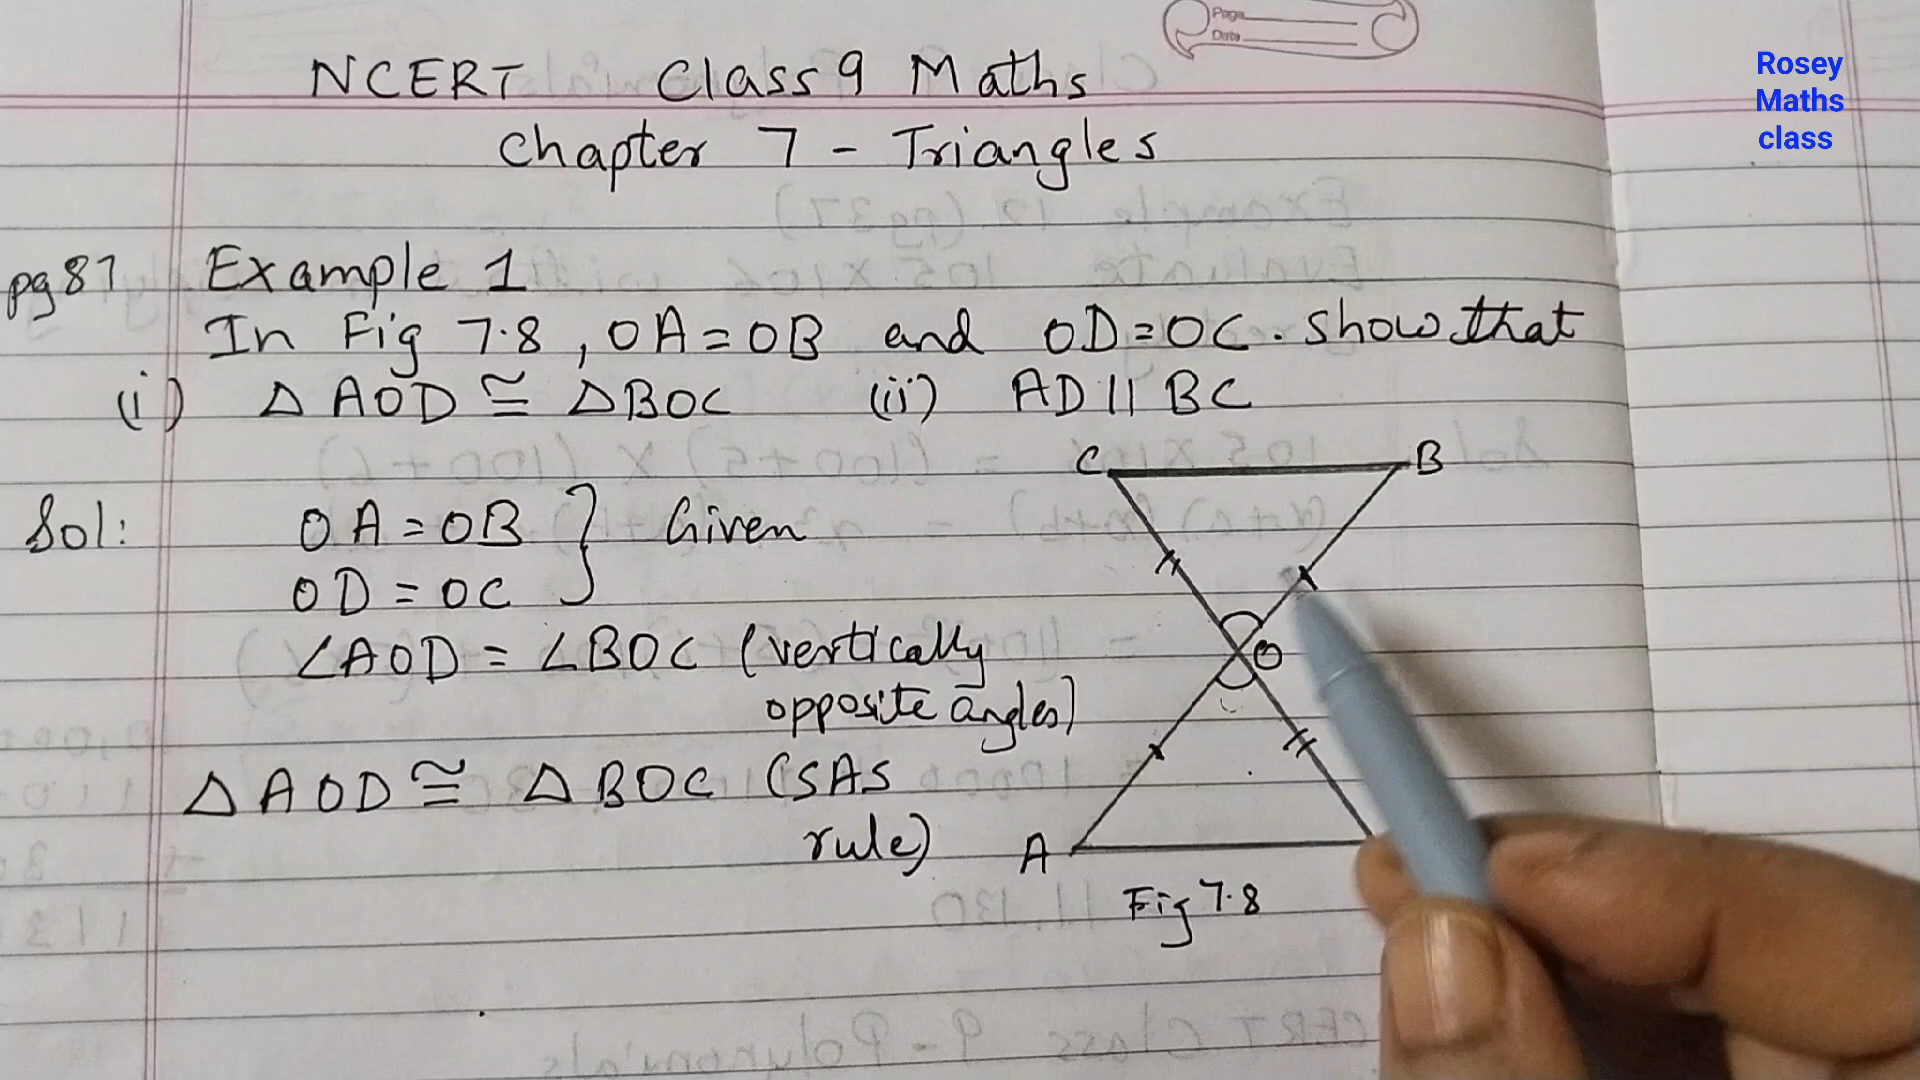 Page
Date
NCERT Class 9 Maths
Chapter 7 - Triangles
Rosey
Maths
class
pg 87 Example 1
In Fig 7.8, OA = OB and OD = OC. Show that
(i) △AOD ≅ △BOC (ii) AD || BC
Sol: OA = OB } Given
OD = OC
∠AOD = ∠BOC (vertically
opposite angles)
△AOD ≅ △BOC (SAS
rule)
C B
O
A
Fig 7.8